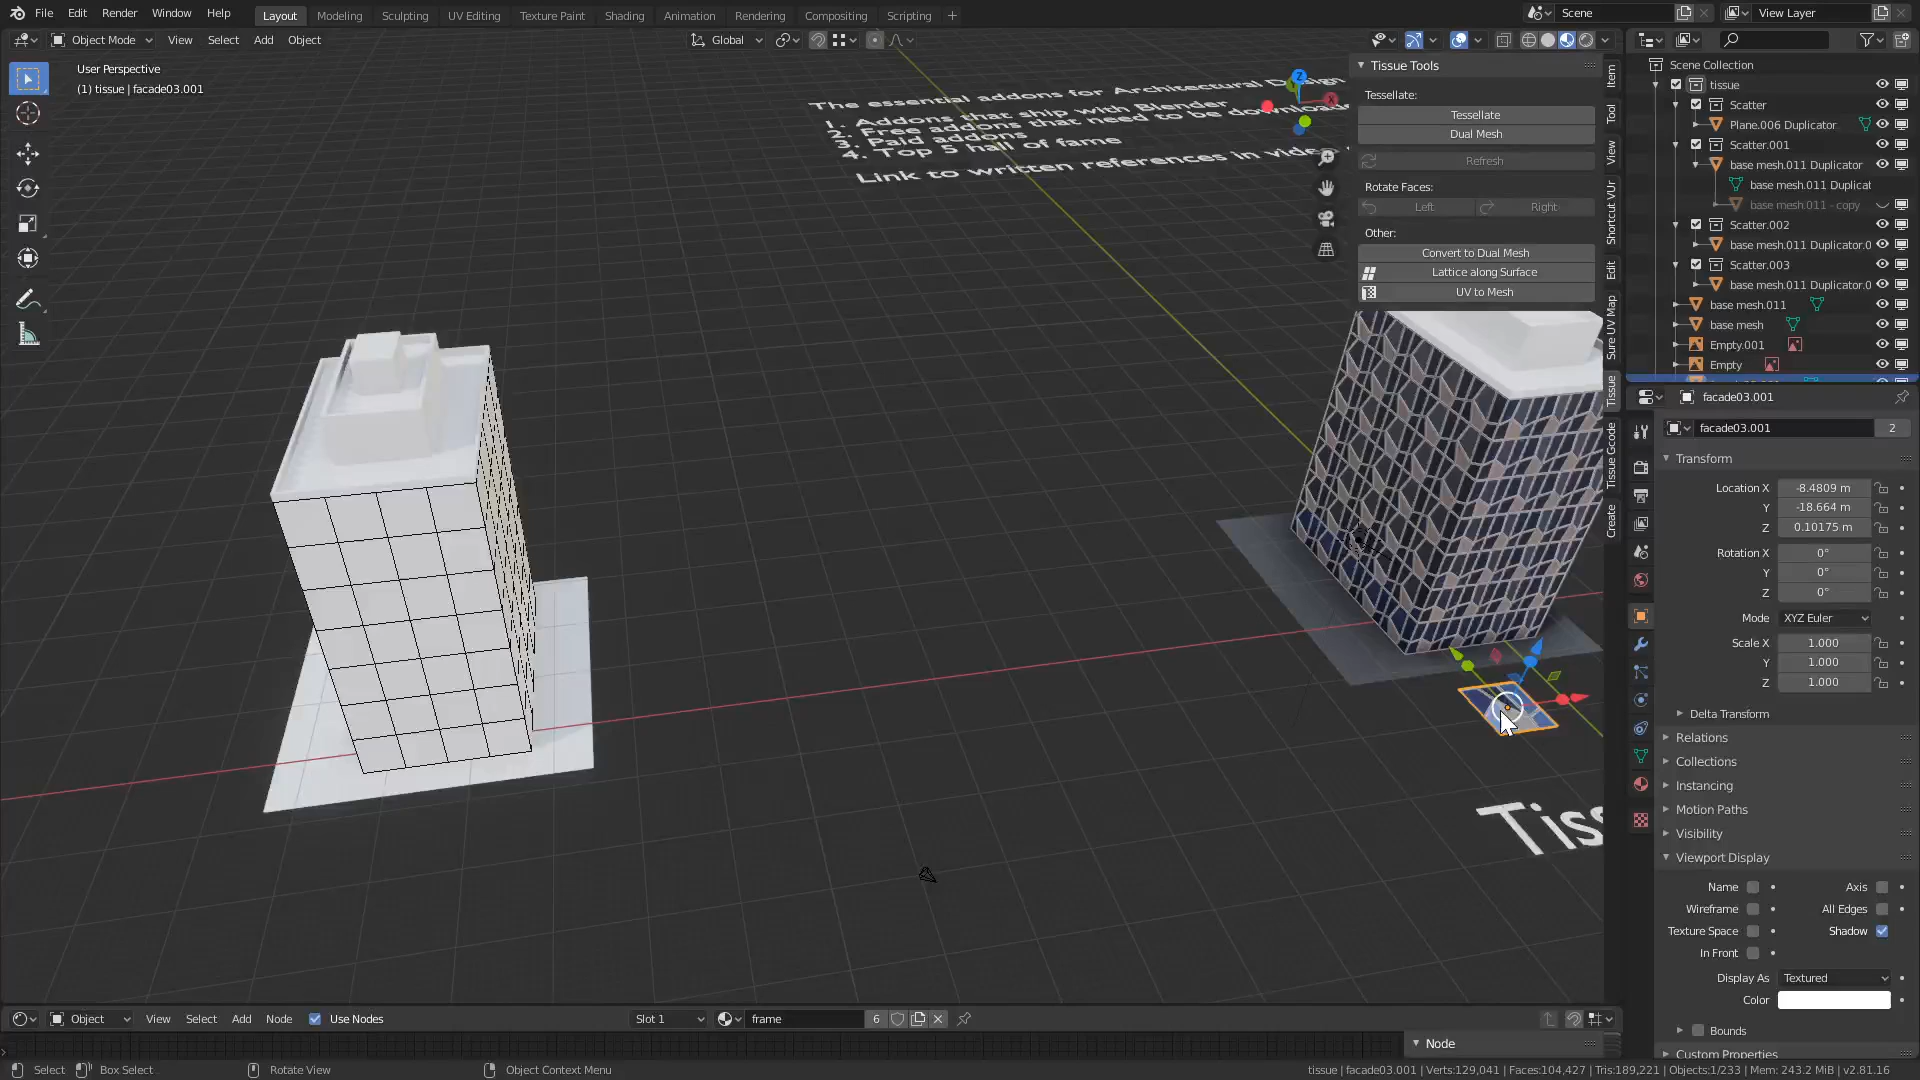 File Edit Render Window Help
Layout Modeling Sculpting UV Editing Texture Paint Shading Animation Rendering Compositing Scripting +
Scene
View Layer
Object Mode View Select Add Object
Global
User Perspective
(1) tissue | facade03.001
The essential addons for Architectural Design
1. Addons that ship with Blender
2. Free addons that need to be
3. Paid addons
4. Top 5 hall of fame
Link to written references in
Z
X
Tissue Tools
Tessellate:
Tessellate
Dual Mesh
Refresh
Rotate Faces:
Left
Right
Other:
Convert to Dual Mesh
Lattice along Surface
UV to Mesh
Item
Tool
View
Shortcut VUr
Edit
Sure UV Map
Tissue
Tissue Gcode
Create
Scene Collection
tissue
Scatter
Plane.006 Duplicator
Scatter.001
base mesh.011 Duplicator
base mesh.011 Duplicat
base mesh.011 - copy
Scatter.002
base mesh.011 Duplicator.0
Scatter.003
base mesh.011 Duplicator.0
base mesh.011
base mesh
Empty.001
Empty
facade03.001
facade03.001 2
Transform
Location X -8.4809 m
Y -18.664 m
Z 0.10175 m
Rotation X 0°
Y 0°
Z 0°
Mode XYZ Euler
Scale X 1.000
Y 1.000
Z 1.000
Delta Transform
Relations
Collections
Instancing
Motion Paths
Visibility
Viewport Display
Name Axis
Wireframe All Edges
Texture Space Shadow
In Front
Display As Textured
Color
Bounds
Custom Properties
Tiss
Object View Select Add Node Use Nodes
Slot 1
frame 6
Node
Select Box Select Rotate View Object Context Menu
tissue | facade03.001 | Verts:129,041 | Faces:104,427 | Tris:189,221 | Objects:1/233 | Mem: 243.2 MiB | v2.81.16